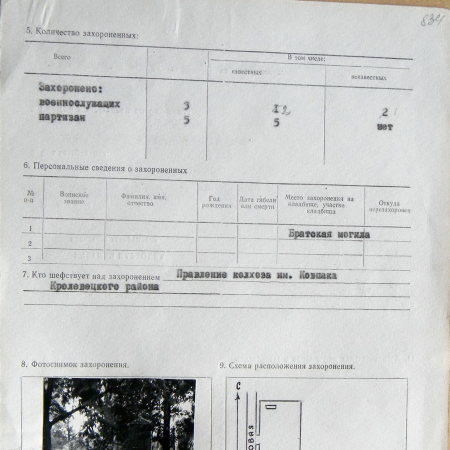 834
5. Количество захороненных:
Всего
В том числе:
известных
неизвестных
Захоронено:
военнослужащих 3 2
партизан 5 5 нет
6. Персональные сведения о захороненных
№ п-п Воинское звание Фамилия, имя, отчество Год рождения Дата гибели или смерти Место захоронения на кладбище, участке кладбища Откуда перезахоронен
1 Братская могила
2
3
7. Кто шефствует над захоронением Правление колхоза им. Ковпака
Кролевецкого района
8. Фотоснимок захоронения.
9. Схема расположения захоронения.
С